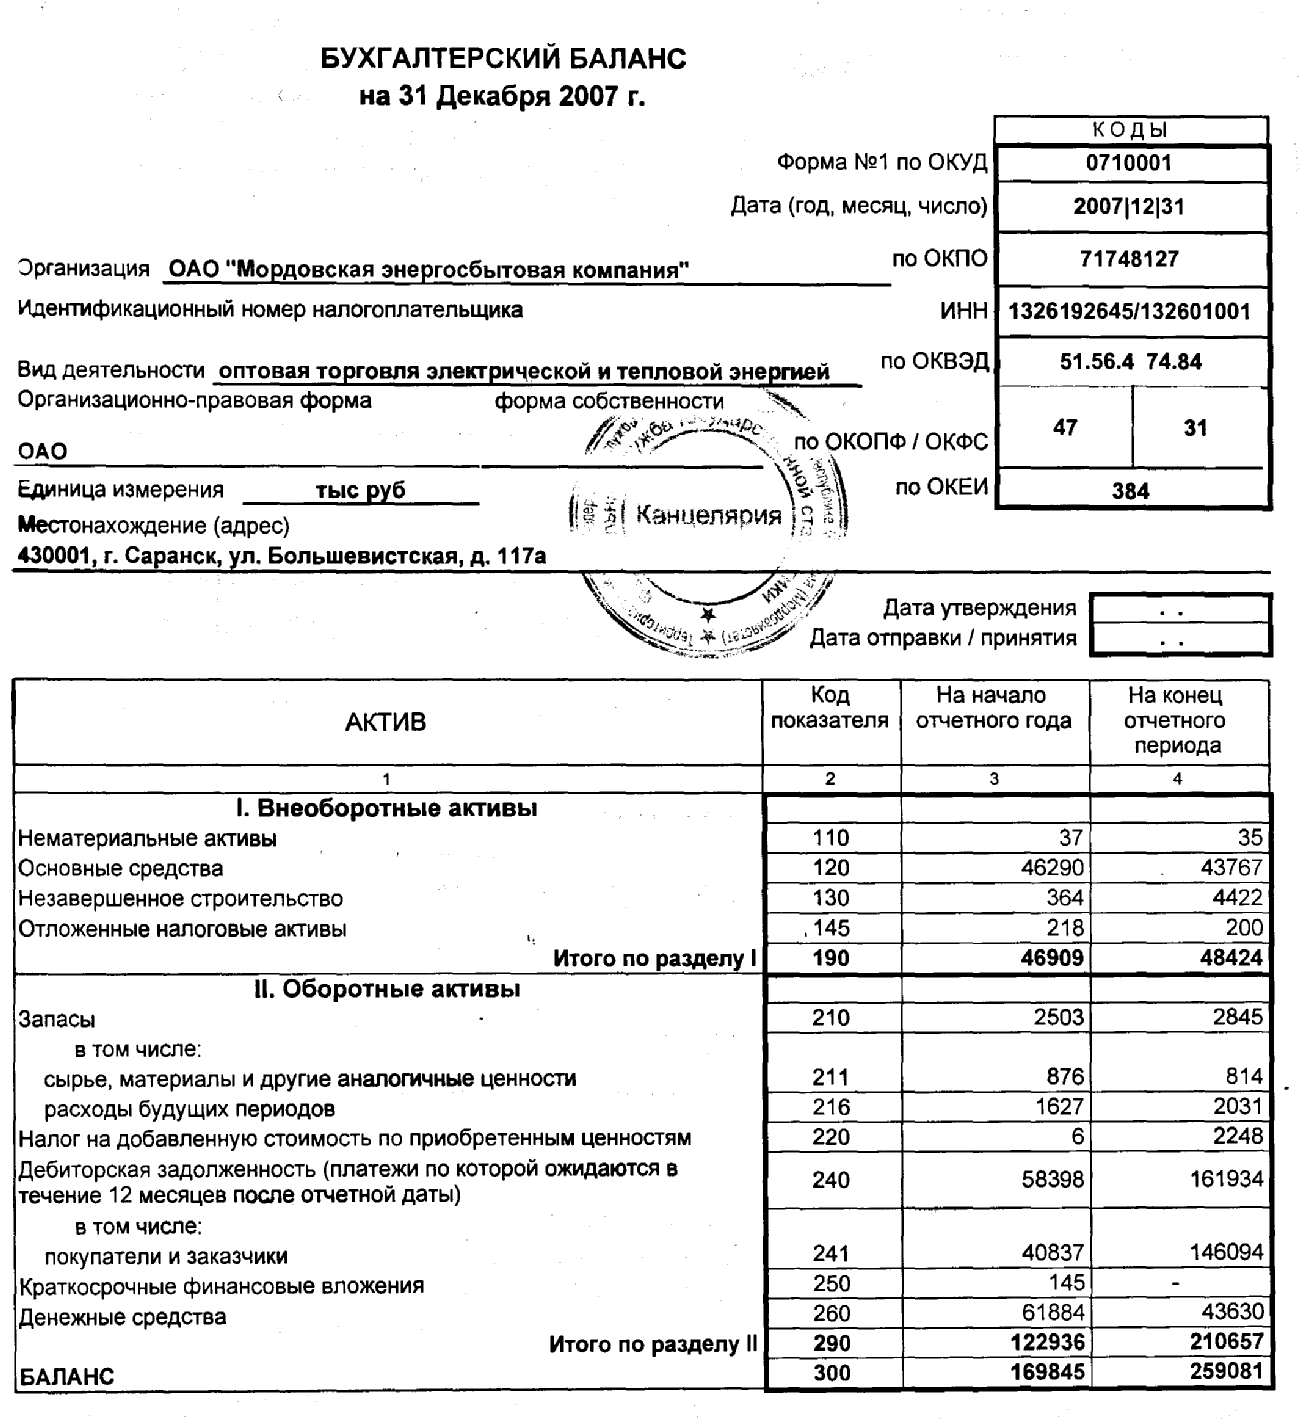 БУХГАЛТЕРСКИЙ БАЛАНС
на 31 Декабря 2007 г.
КОДЫ
Форма №1 по ОКУД 0710001
Дата (год, месяц, число) 2007|12|31
Организация ОАО "Мордовская энергосбытовая компания" по ОКПО 71748127
Идентификационный номер налогоплательщика ИНН 1326192645/132601001
Вид деятельности оптовая торговля электрической и тепловой энергией по ОКВЭД 51.56.4 74.84
Организационно-правовая форма форма собственности
ОАО по ОКОПФ / ОКФС 47 31
Единица измерения тыс руб по ОКЕИ 384
Канцелярия
Местонахождение (адрес)
430001, г. Саранск, ул. Большевистская, д. 117а
Дата утверждения . .
Дата отправки / принятия . .
АКТИВ Код показателя На начало отчетного года На конец отчетного периода
1 2 3 4
I. Внеоборотные активы
Нематериальные активы 110 37 35
Основные средства 120 46290 43767
Незавершенное строительство 130 364 4422
Отложенные налоговые активы 145 218 200
Итого по разделу I 190 46909 48424
II. Оборотные активы
Запасы 210 2503 2845
в том числе:
сырье, материалы и другие аналогичные ценности 211 876 814
расходы будущих периодов 216 1627 2031
Налог на добавленную стоимость по приобретенным ценностям 220 6 2248
Дебиторская задолженность (платежи по которой ожидаются в
течение 12 месяцев после отчетной даты) 240 58398 161934
в том числе:
покупатели и заказчики 241 40837 146094
Краткосрочные финансовые вложения 250 145 -
Денежные средства 260 61884 43630
Итого по разделу II 290 122936 210657
БАЛАНС 300 169845 259081